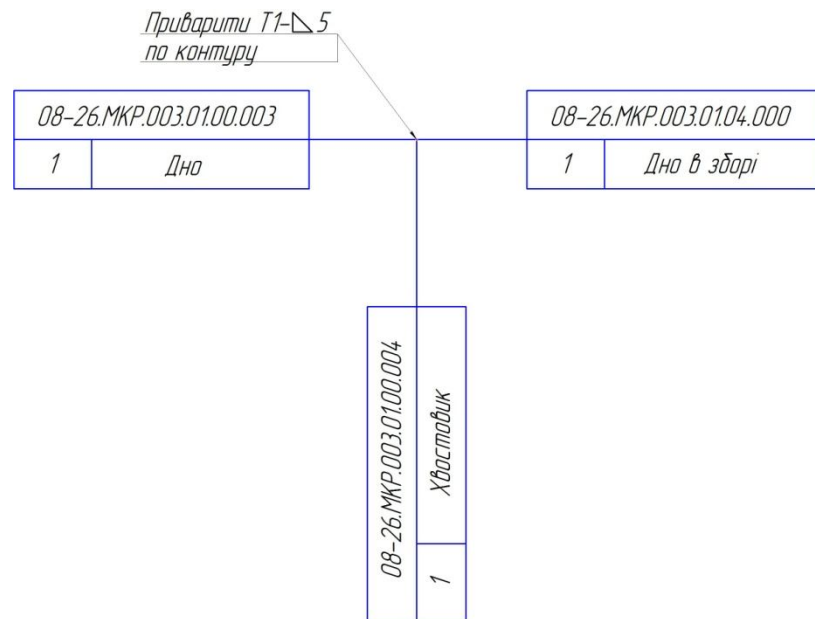 Приварити Т1-◺5
по контуру
08-26.МКР.003.01.00.003
1 Дно
08-26.МКР.003.01.04.000
1 Дно в зборі
08-26.МКР.003.01.00.004
1 Хвостовик